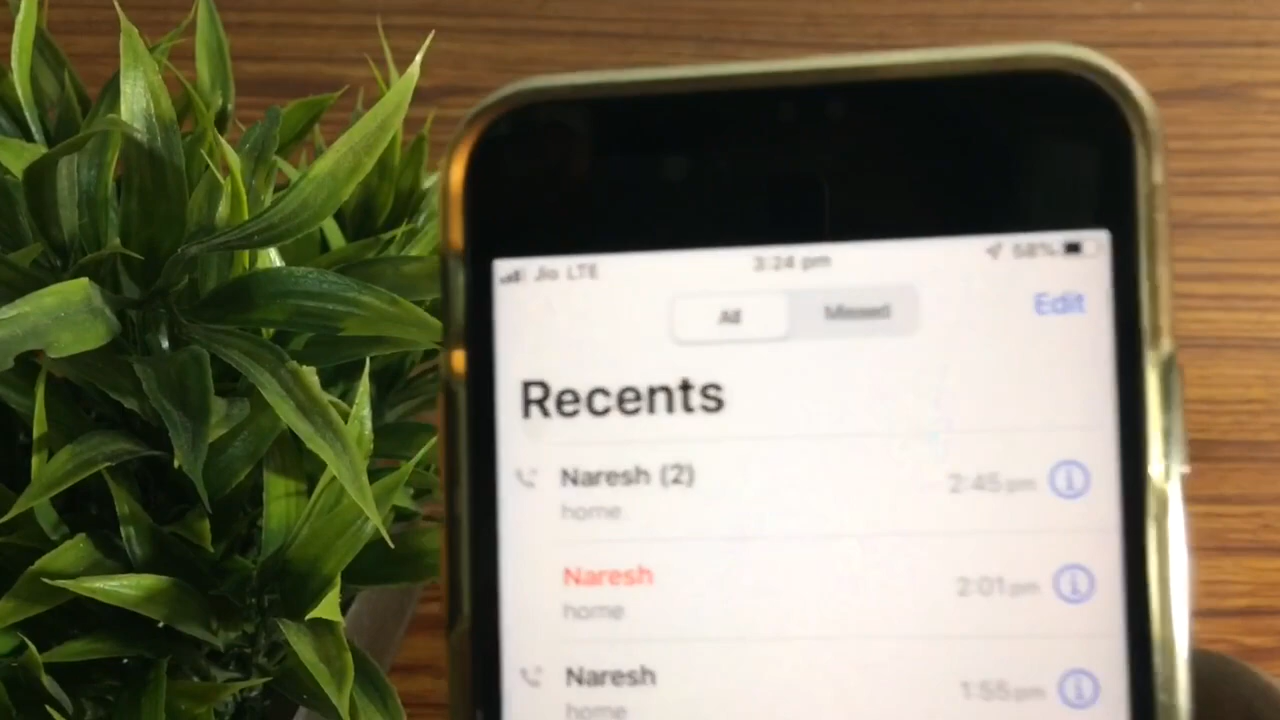 Jio LTE 3:24 pm 58%
All Missed Edit
Recents
Naresh (2) 2:45 pm
home
Naresh 2:01 pm
home
Naresh 1:55 pm
home